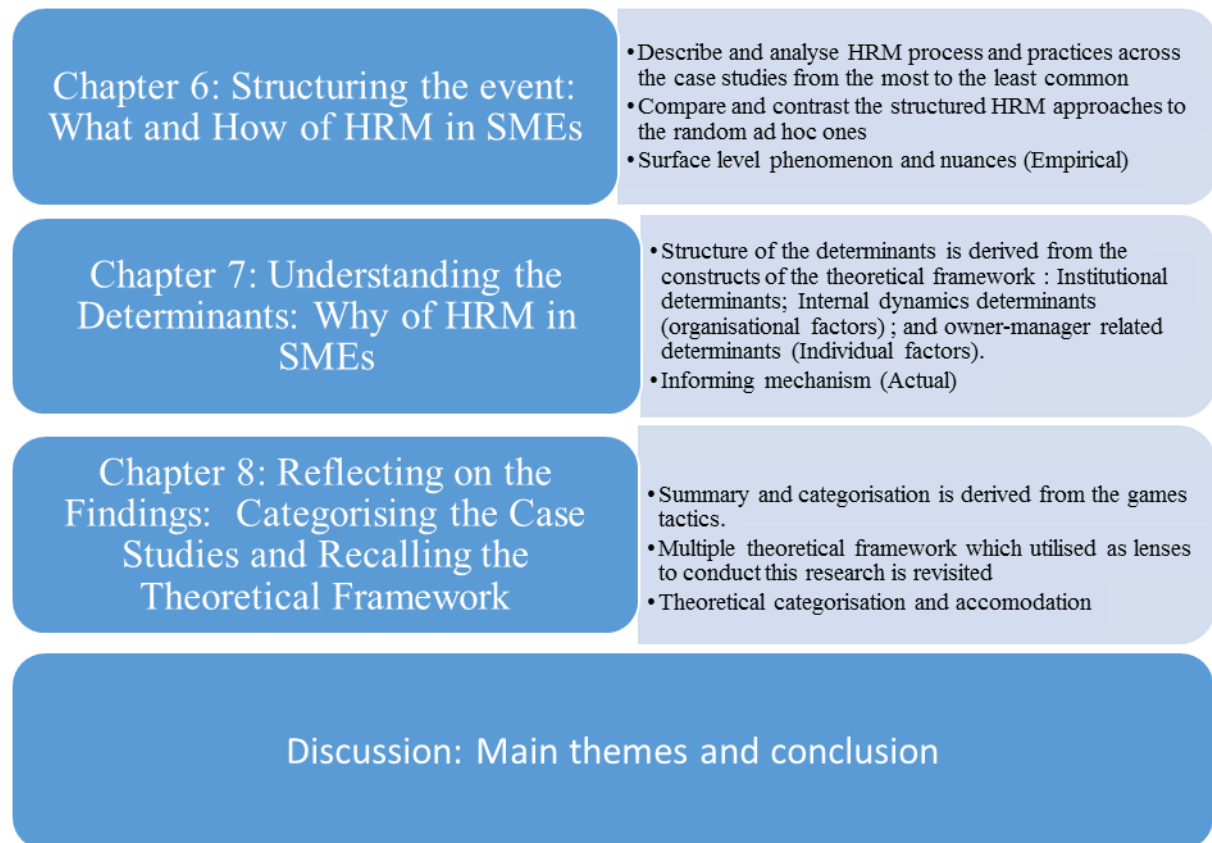 Chapter 6: Structuring the event:
What and How of HRM in SMEs
•Describe and analyse HRM process and practices across
the case studies from the most to the least common
•Compare and contrast the structured HRM approaches to
the random ad hoc ones
•Surface level phenomenon and nuances (Empirical)
Chapter 7: Understanding the
Determinants: Why of HRM in
SMEs
•Structure of the determinants is derived from the
constructs of the theoretical framework : Institutional
determinants; Internal dynamics determinants
(organisational factors) ; and owner-manager related
determinants (Individual factors).
•Informing mechanism (Actual)
Chapter 8: Reflecting on the
Findings: Categorising the Case
Studies and Recalling the
Theoretical Framework
•Summary and categorisation is derived from the games
tactics.
•Multiple theoretical framework which utilised as lenses
to conduct this research is revisited
•Theoretical categorisation and accomodation
Discussion: Main themes and conclusion